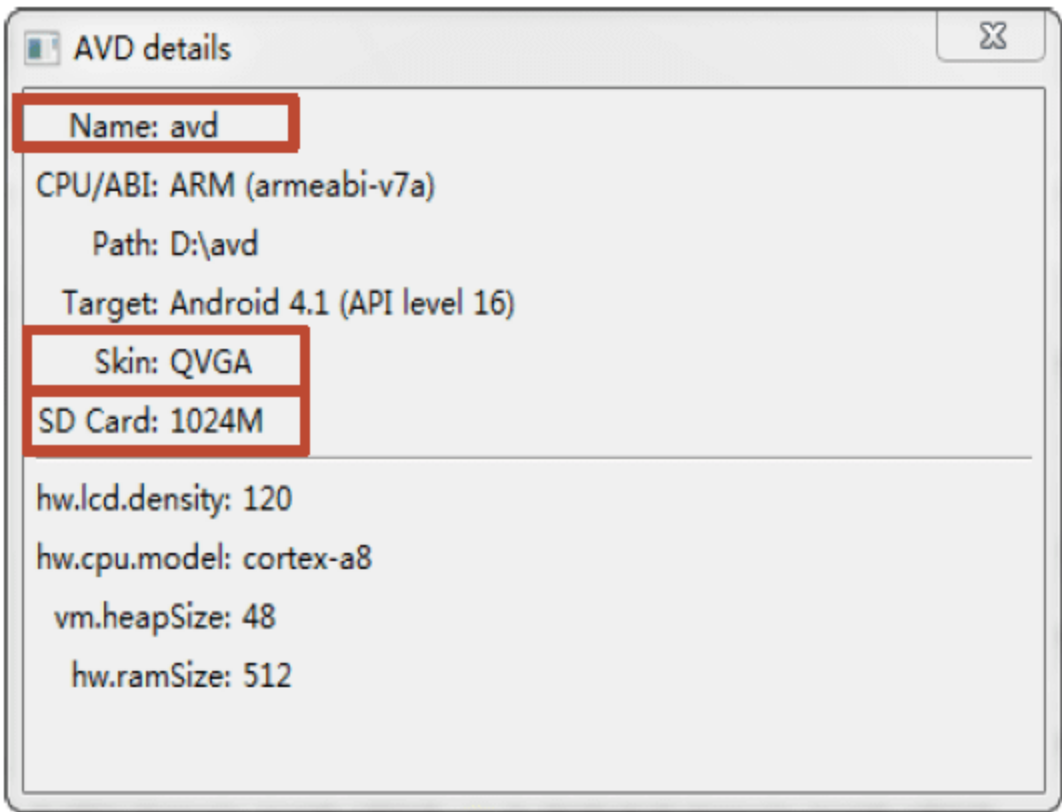 AVD details
Name: avd
CPU/ABI: ARM (armeabi-v7a)
Path: D:\avd
Target: Android 4.1 (API level 16)
Skin: QVGA
SD Card: 1024M
hw.lcd.density: 120
hw.cpu.model: cortex-a8
vm.heapSize: 48
hw.ramSize: 512